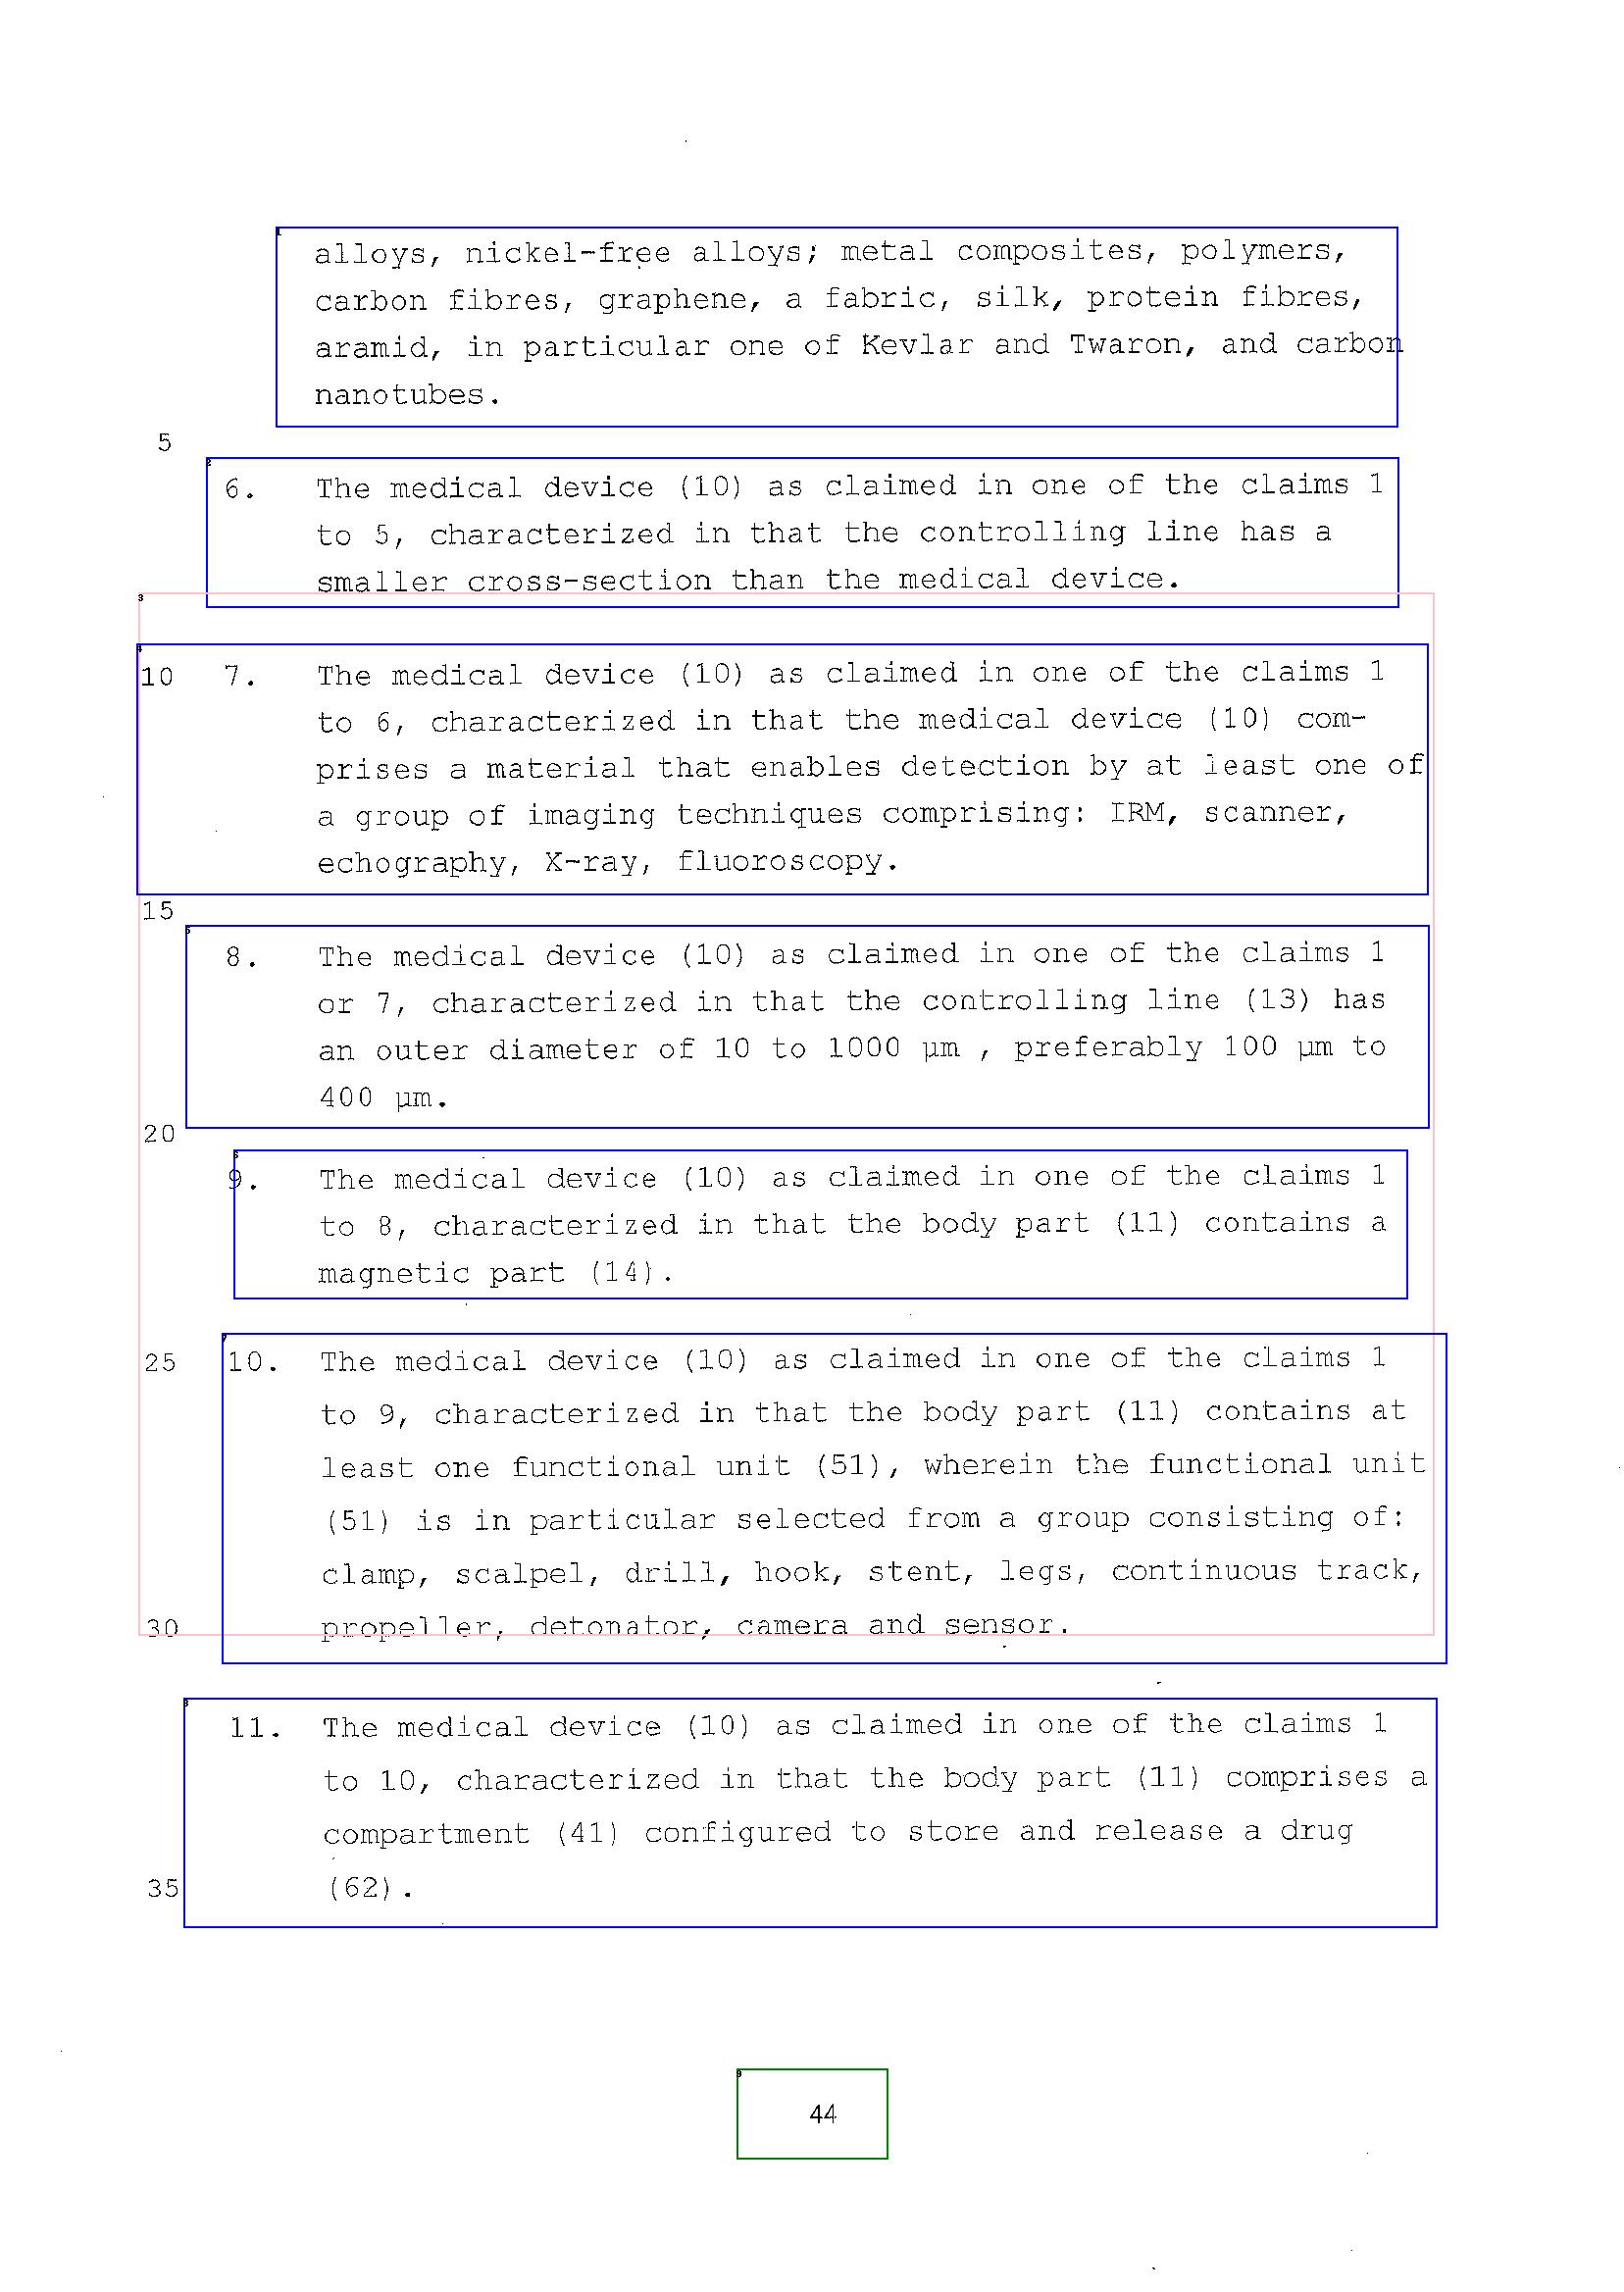 alloys, nickel-free alloys; metal composites, polymers,
carbon fibres, graphene, a fabric, silk, protein fibres,
aramid, in particular one of Kevlar and Twaron, and carbon
nanotubes.
5
6. The medical device (10) as claimed in one of the claims 1
to 5, characterized in that the controlling line has a
smaller cross-section than the medical device.
10 7. The medical device (10) as claimed in one of the claims 1
to 6, characterized in that the medical device (10) com-
prises a material that enables detection by at least one of
a group of imaging techniques comprising: IRM, scanner,
echography, X-ray, fluoroscopy.
15
8. The medical device (10) as claimed in one of the claims 1
or 7, characterized in that the controlling line (13) has
an outer diameter of 10 to 1000 µm , preferably 100 µm to
400 µm.
20
9. The medical device (10) as claimed in one of the claims 1
to 8, characterized in that the body part (11) contains a
magnetic part (14).
25 10. The medical device (10) as claimed in one of the claims 1
to 9, characterized in that the body part (11) contains at
least one functional unit (51), wherein the functional unit
(51) is in particular selected from a group consisting of:
clamp, scalpel, drill, hook, stent, legs, continuous track,
30 propeller, detonator, camera and sensor.
11. The medical device (10) as claimed in one of the claims 1
to 10, characterized in that the body part (11) comprises a
compartment (41) configured to store and release a drug
35 (62).
44